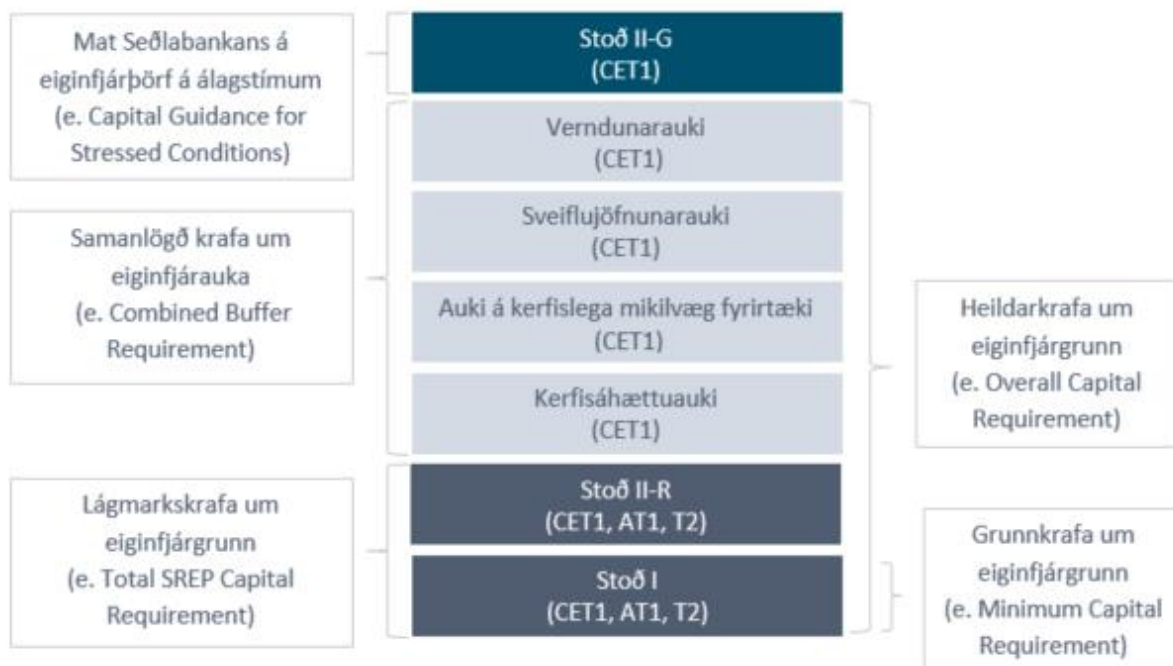 Mat Seðlabankans á
eiginfjárþörf á álagstímum
(e. Capital Guidance for
Stressed Conditions)
Samanlögð krafa um
eiginfjárauka
(e. Combined Buffer
Requirement)
Lágmarkskrafa um
eiginfjárgrunn
(e. Total SREP Capital
Requirement)
Stoð II-G
(CET1)
Verndunarauki
(CET1)
Sveiflujöfnunarauki
(CET1)
Auki á kerfislega mikilvæg fyrirtæki
(CET1)
Kerfisáhættuauki
(CET1)
Stoð II-R
(CET1, AT1, T2)
Stoð I
(CET1, AT1, T2)
Heildarkrafa um
eiginfjárgrunn
(e. Overall Capital
Requirement)
Grunnkrafa um
eiginfjárgrunn
(e. Minimum Capital
Requirement)